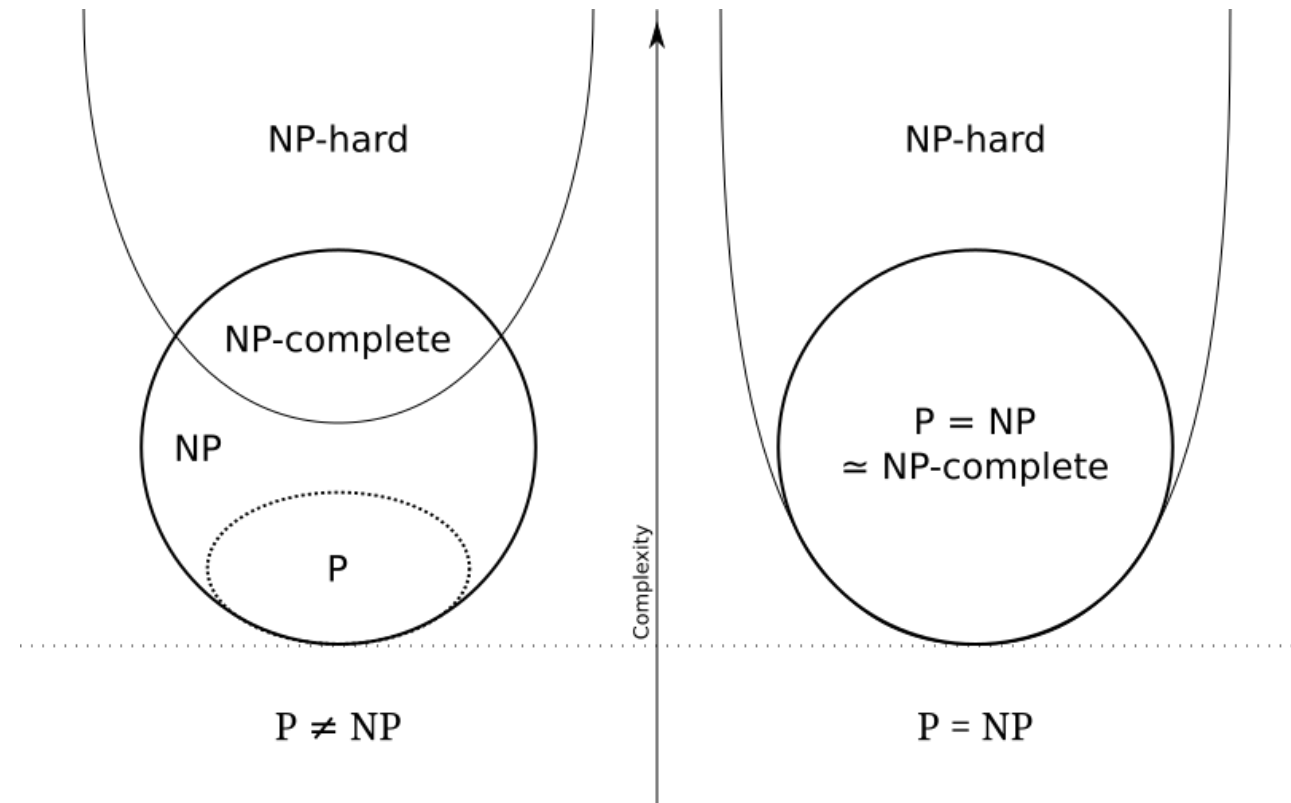 NP-hard
NP-complete
NP
P
P ≠ NP
Complexity
NP-hard
P = NP
≃ NP-complete
P = NP